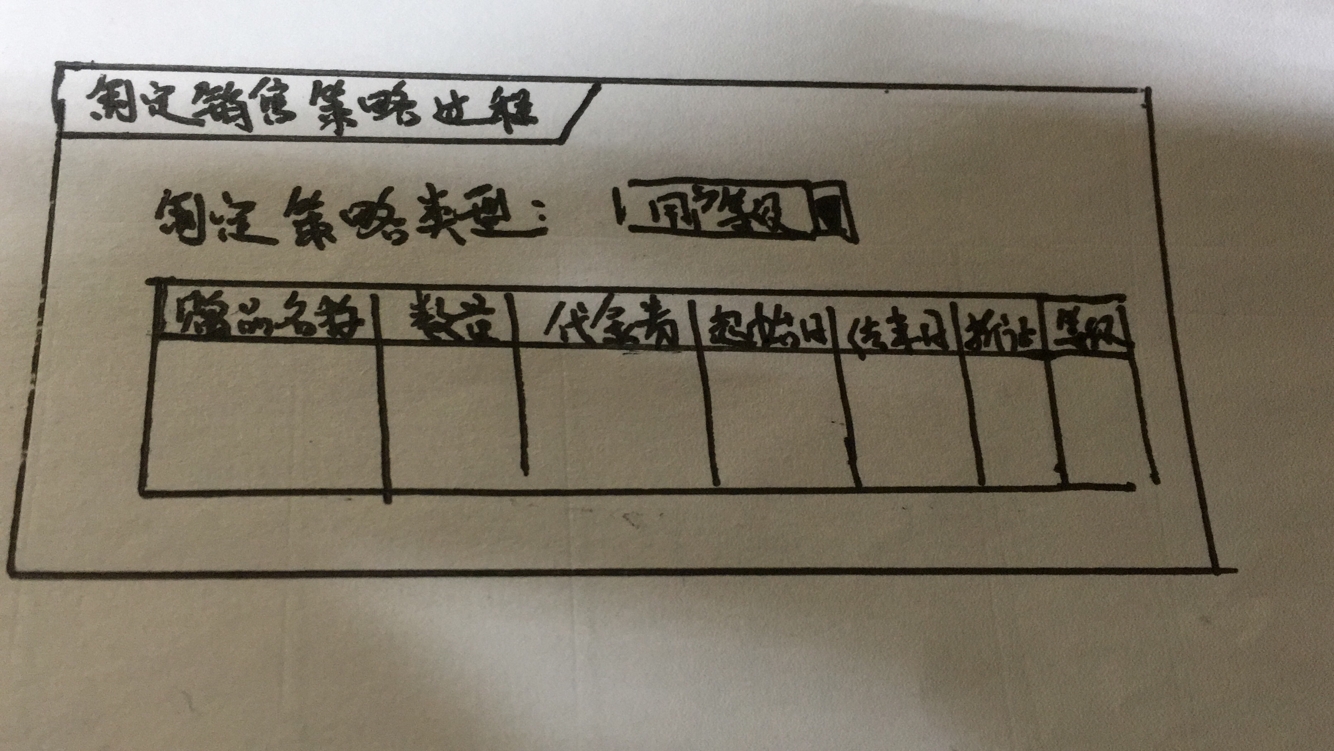 制定销售策略过程
制定策略类型: 用户等级
赠品名称 数量 代金券 起始日 结束日 折让 等级